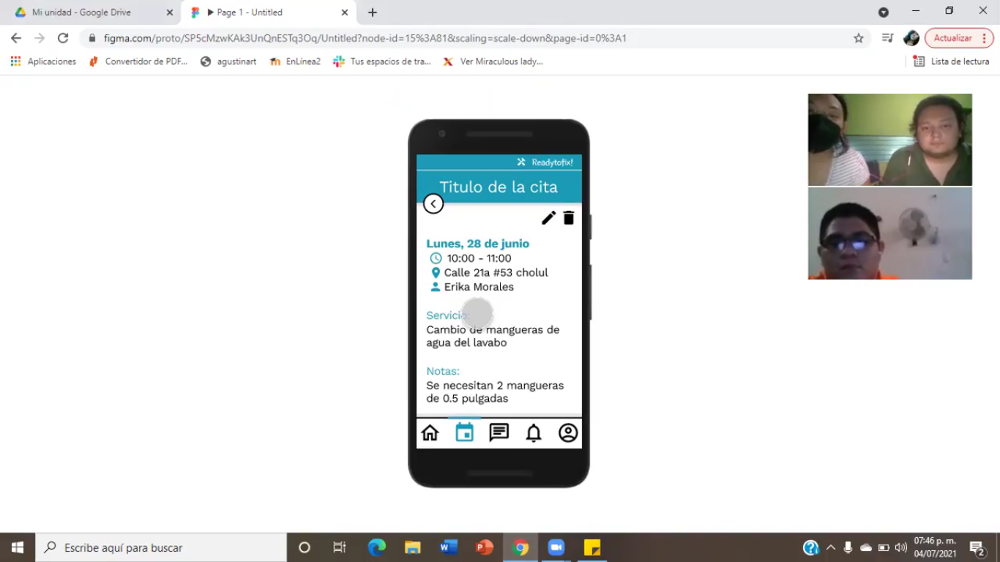 Mi unidad - Google Drive
Page 1 - Untitled
figma.com/proto/SP5cMzwKAk3UnQnESTq3Oq/Untitled?node-id=15%3A81&scaling=scale-down&page-id=0%3A1
Actualizar
Aplicaciones
Convertidor de PDF...
agustinart
EnLínea2
Tus espacios de tra...
Ver Miraculous lady...
Lista de lectura
Readytofix!
Titulo de la cita
Lunes, 28 de junio
10:00 - 11:00
Calle 21a #53 cholul
Erika Morales
Servicio:
Cambio de mangueras de
agua del lavabo
Notas:
Se necesitan 2 mangueras
de 0.5 pulgadas
Escribe aquí para buscar
07:46 p. m.
04/07/2021
2